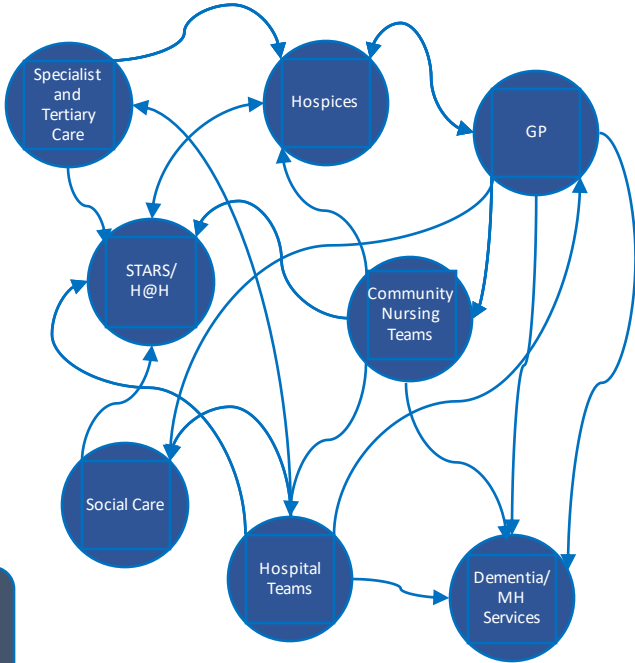 Specialist
and
Tertiary
Care
Hospices
GP
STARS/
H@H
Community
Nursing
Teams
Social Care
Hospital
Teams
Dementia/
MH
Services